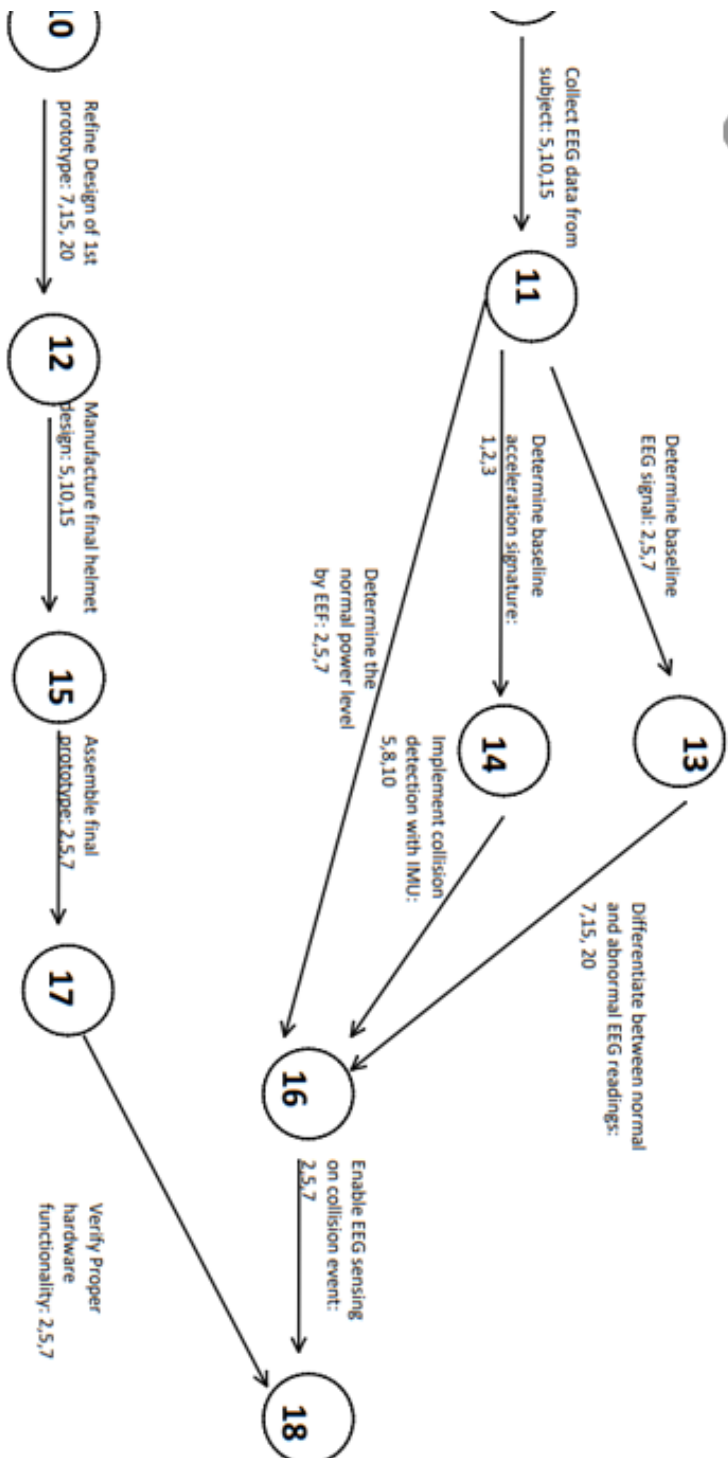 Collect EEG data from
subject: 5,10,15
11
Determine baseline
EEG signal: 2,5,7
13
Differentiate between normal
and abnormal EEG readings:
7,15, 20
Determine baseline
acceleration signature:
1,2,3
14
Implement collision
detection with IMU:
5,8,10
Determine the
normal power level
by EEF: 2,5,7
16
Enable EEG sensing
on collision event:
2,5,7
18
10
Refine Design of 1st
prototype: 7,15, 20
12
Manufacture final helmet
design: 5,10,15
15
Assemble final
prototype: 2,5,7
17
Verify Proper
hardware
functionality: 2,5,7